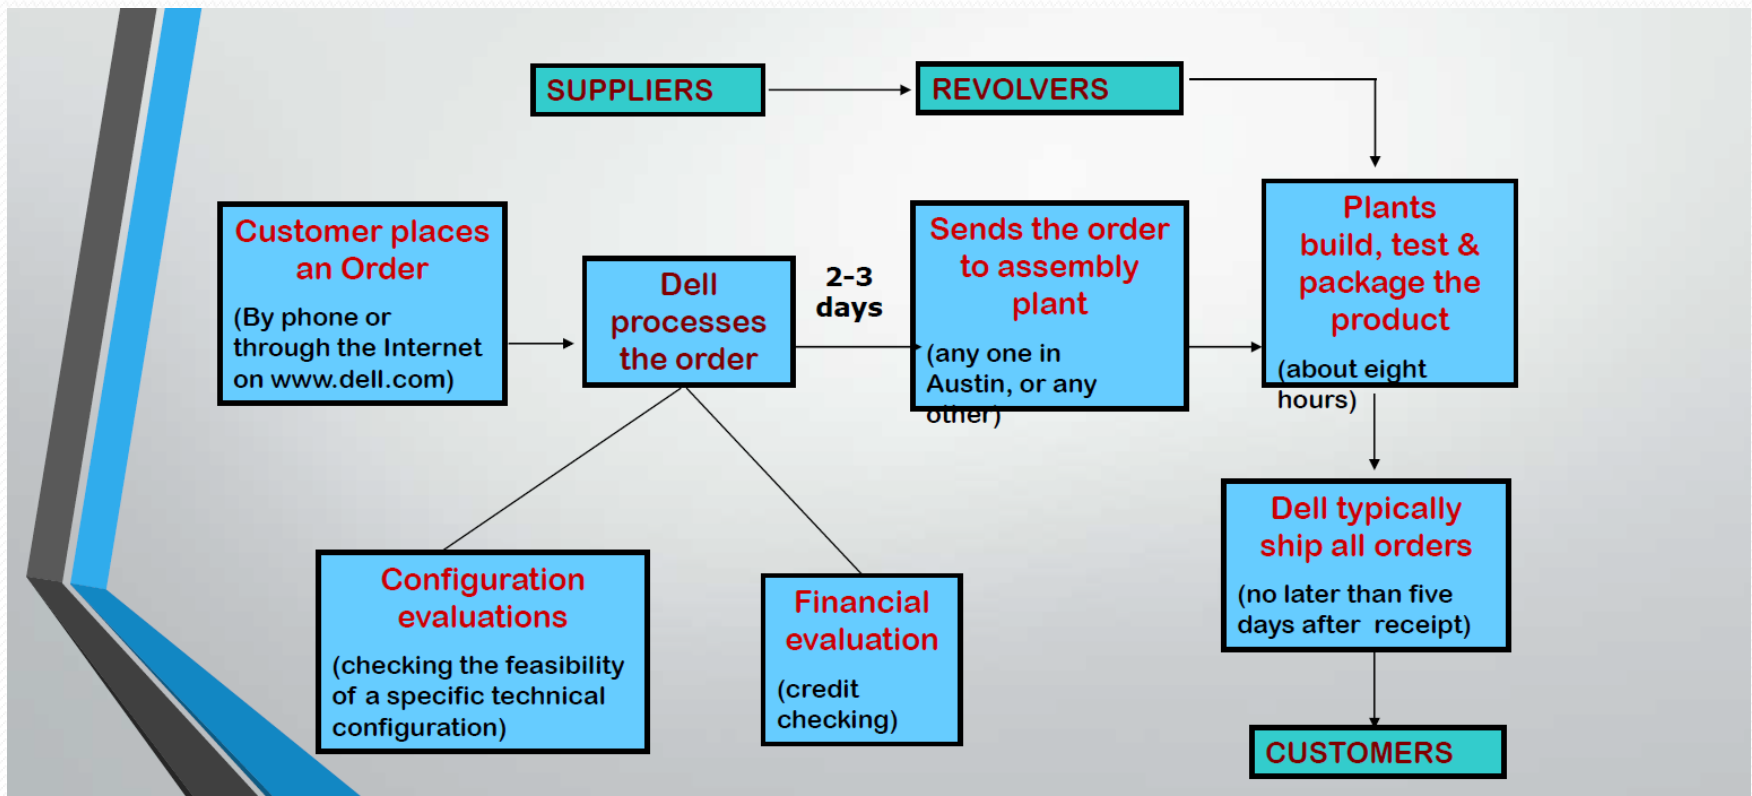 SUPPLIERS
REVOLVERS
Customer places
an Order
(By phone or
through the Internet
on www.dell.com)
Dell
processes
the order
2-3
days
Sends the order
to assembly
plant
(any one in
Austin, or any
other)
Plants
build, test &
package the
product
(about eight
hours)
Configuration
evaluations
(checking the feasibility
of a specific technical
configuration)
Financial
evaluation
(credit
checking)
Dell typically
ship all orders
(no later than five
days after receipt)
CUSTOMERS